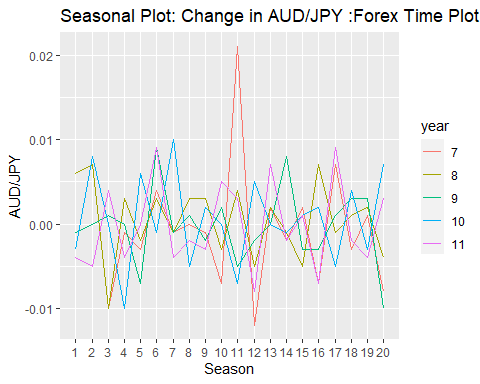 Seasonal Plot: Change in AUD/JPY :Forex Time Plot
AUD/JPY
0.02
0.01
0.00
-0.01
1 2 3 4 5 6 7 8 9 10 11 12 13 14 15 16 17 18 19 20
Season
year
7
8
9
10
11